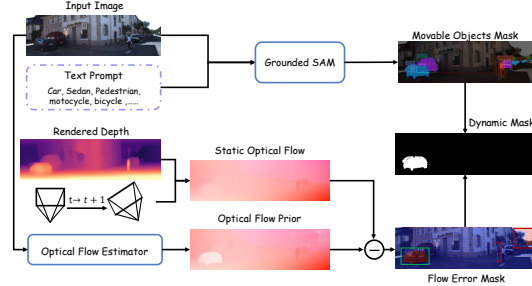 Input Image
Movable Objects Mask
Grounded SAM
Text Prompt
Car, Sedan, Pedestrian,
motocycle, bicycle ,......
Dynamic Mask
Rendered Depth
Static Optical Flow
t→ t + 1
Optical Flow Prior
Optical Flow Estimator
Flow Error Mask